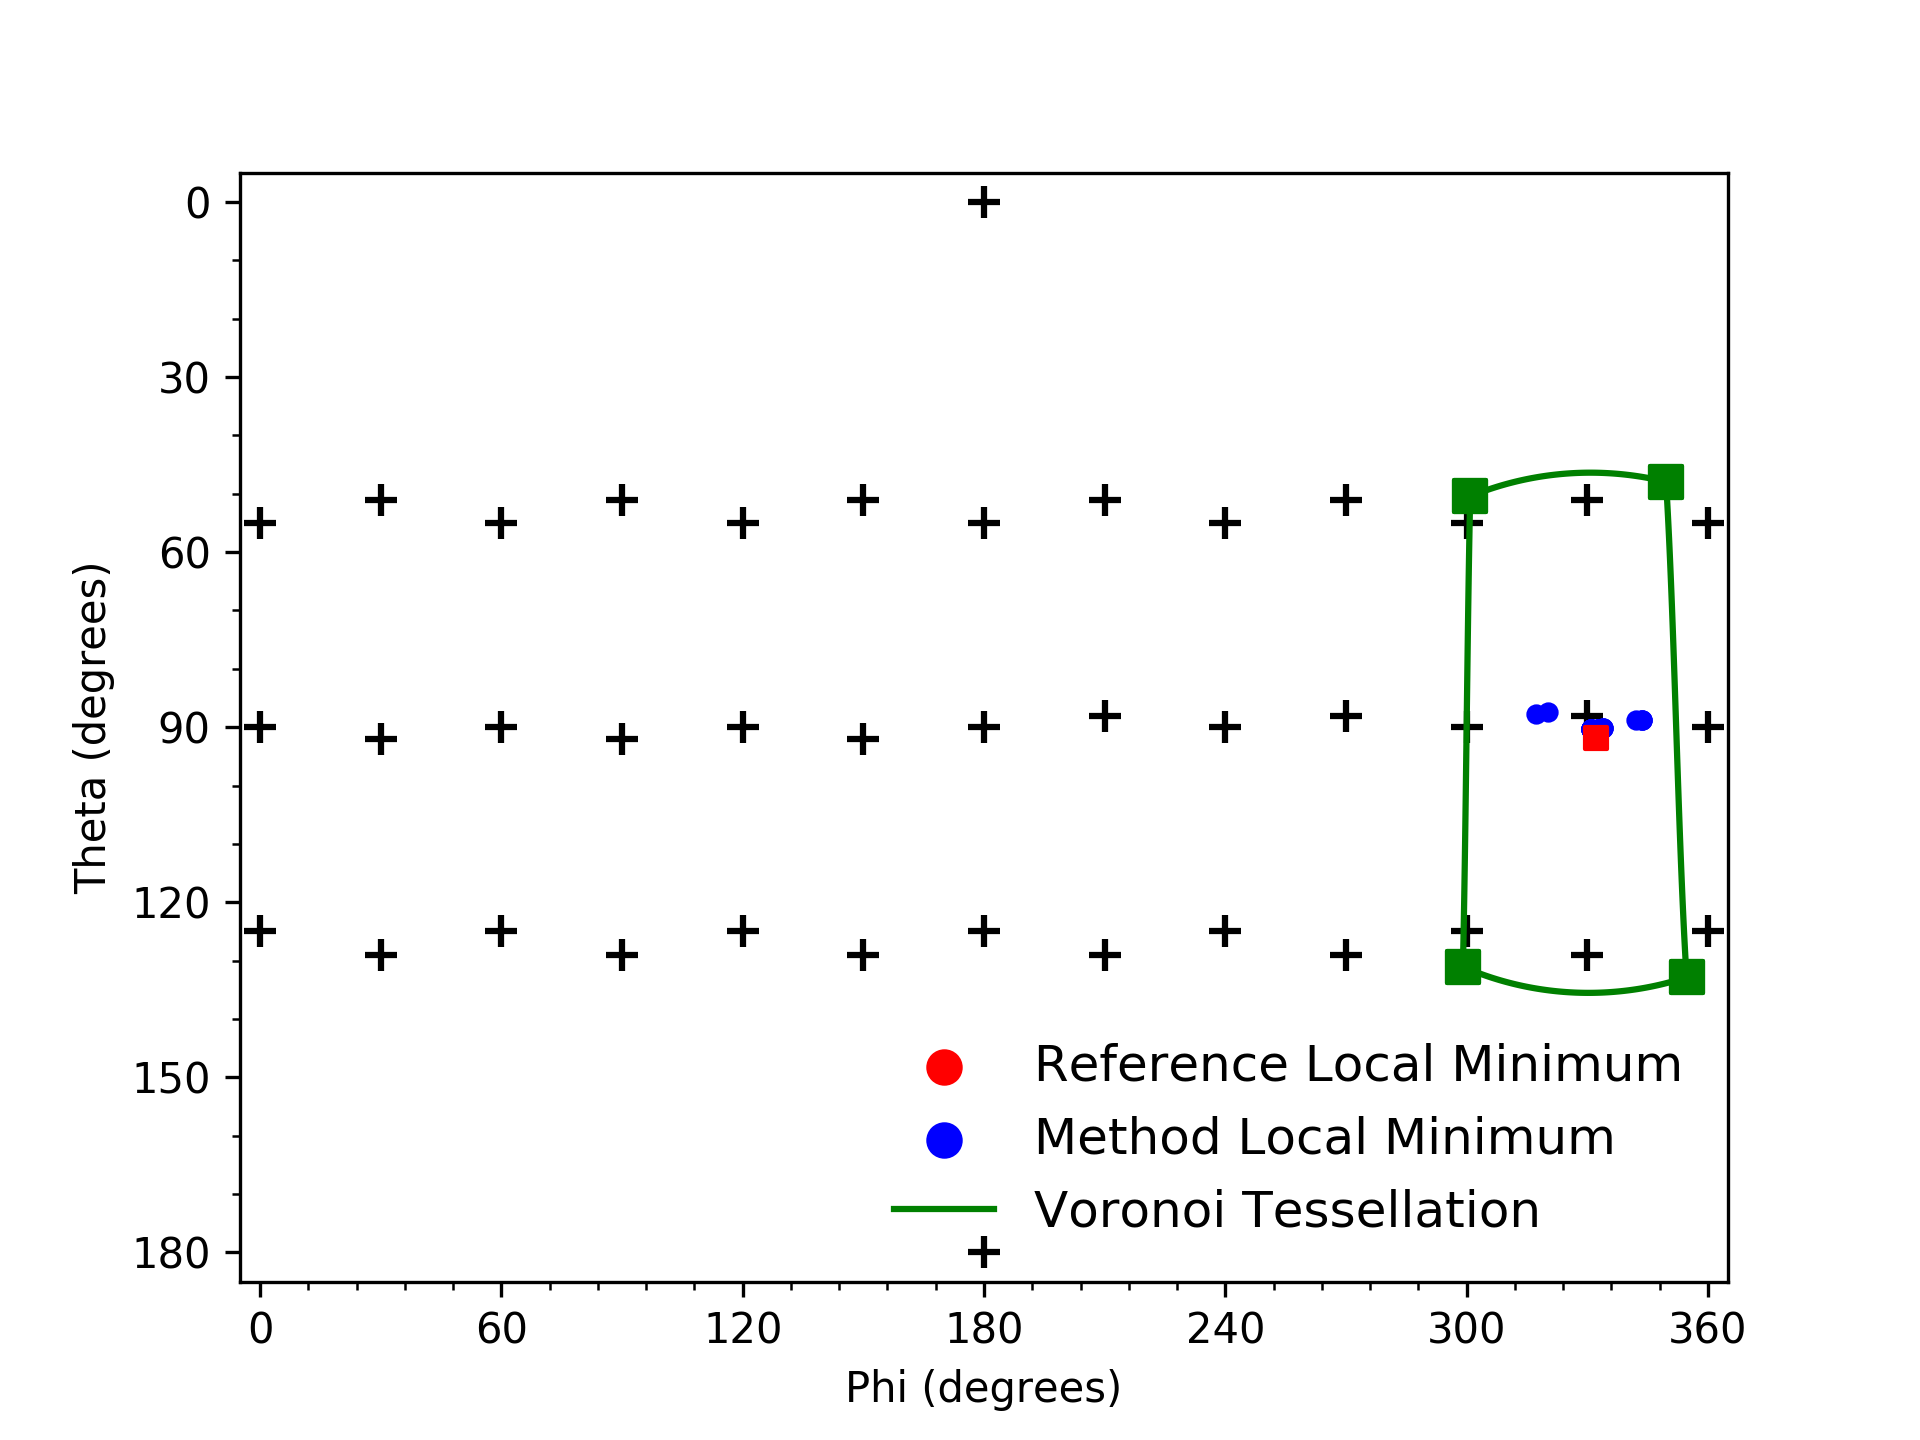 0
30
60
90
120
150
180
Theta (degrees)
Reference Local Minimum
Method Local Minimum
Voronoi Tessellation
0 60 120 180 240 300 360
Phi (degrees)